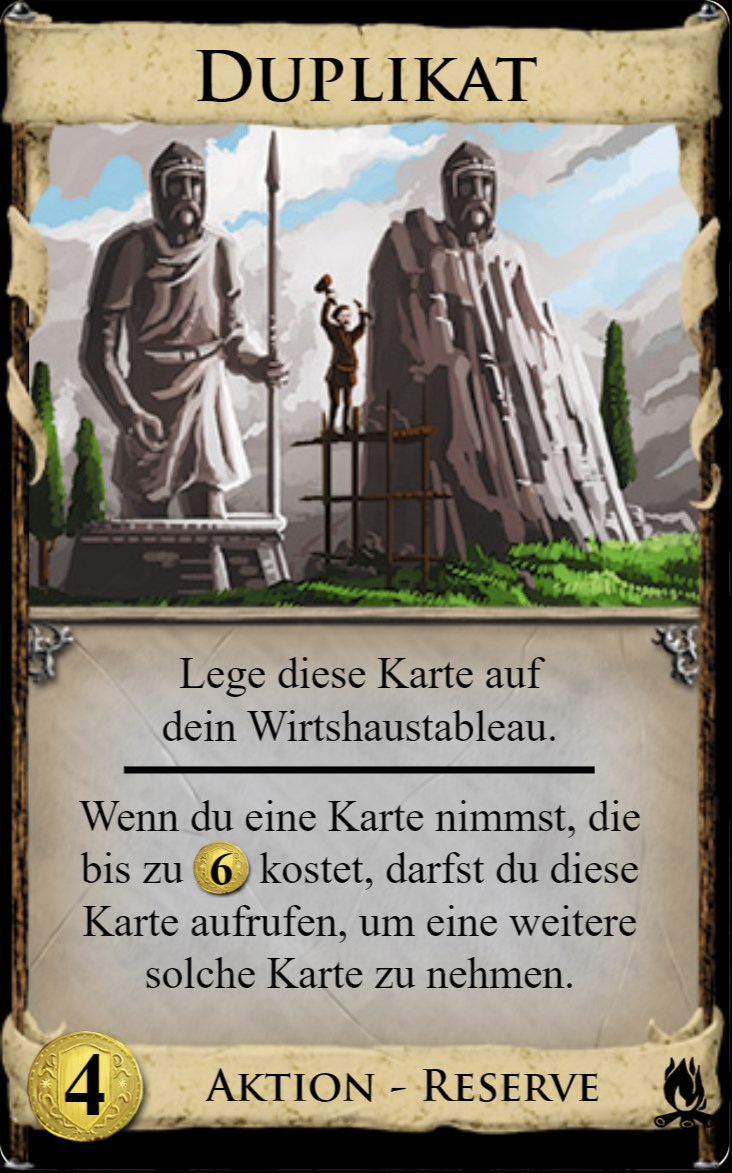 Duplikat
Lege diese Karte auf
dein Wirtshaustableau.
Wenn du eine Karte nimmst, die
bis zu 6 kostet, darfst du diese
Karte aufrufen, um eine weitere
solche Karte zu nehmen.
4 Aktion - Reserve